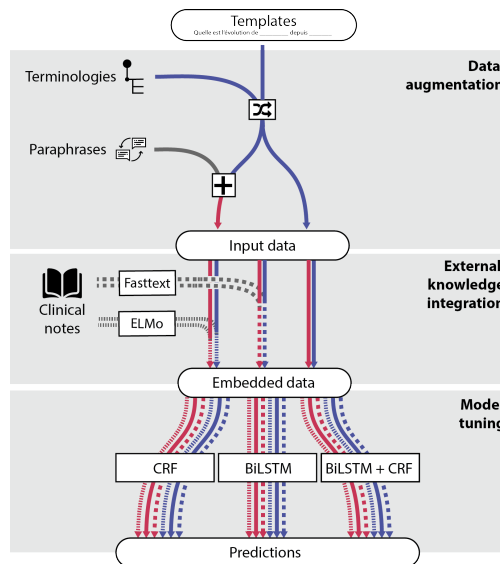 Templates
Quelle est l'évolution de ________ depuis ______
Data
augmentation
Terminologies
Paraphrases
Input data
External
knowledge
integration
Fasttext
Clinical
notes
ELMo
Embedded data
Model
tuning
CRF
BiLSTM
BiLSTM + CRF
Predictions